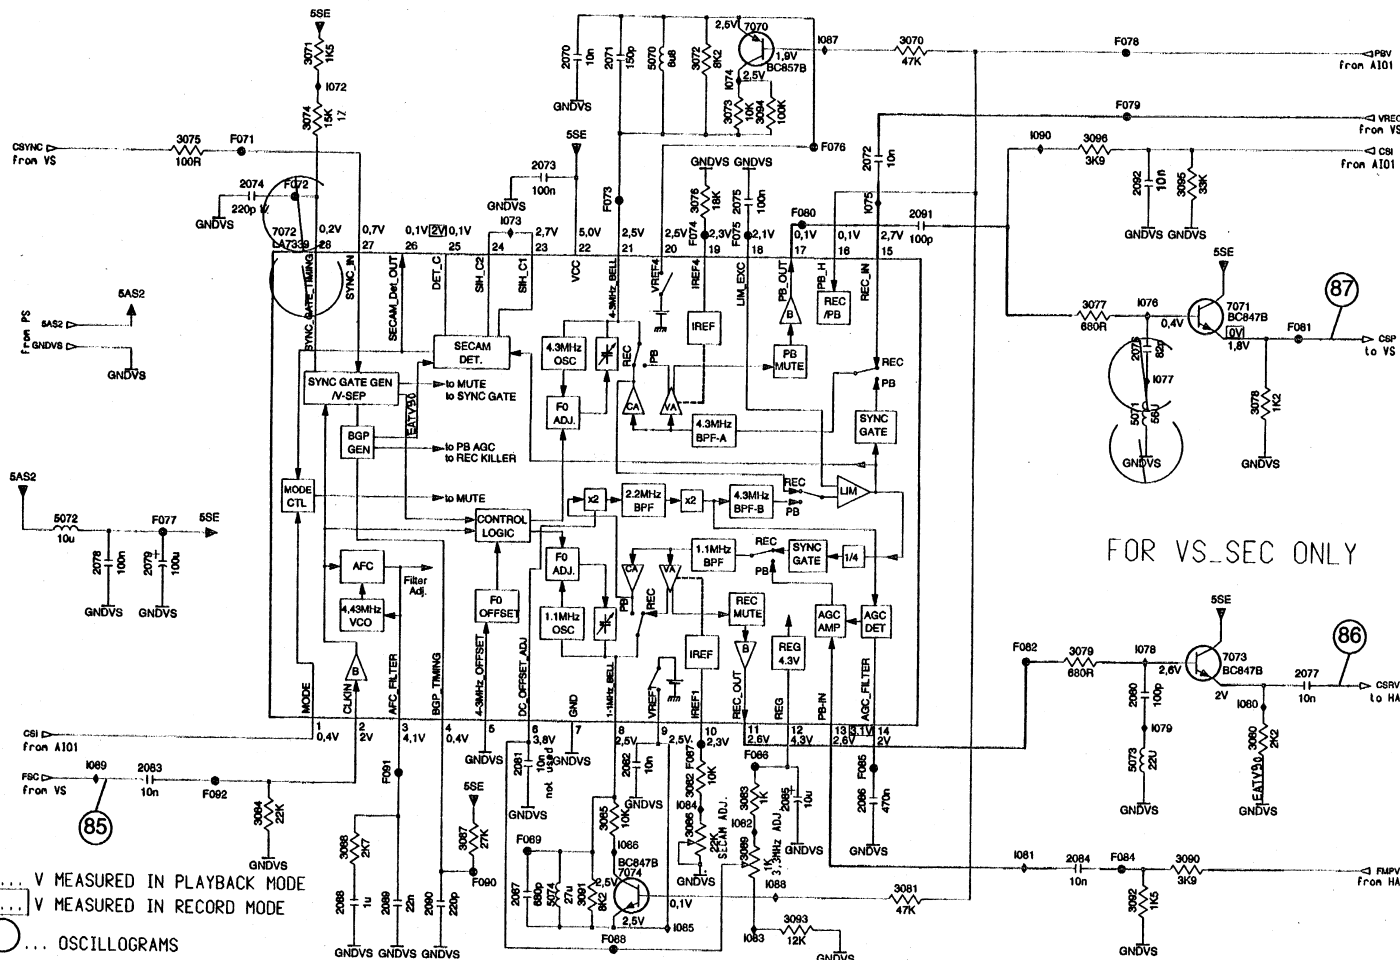 5SE
3071
1K5
I072
3074
15K
CSYNC
from VS
3075
100R
F071
2074
220p
F072
GNDVS
7072
LA7339
2070
10n
GNDVS
2071
150p
5070
6u8
3072
8K2
2,5V
7070
1,9V
BC857B
2,5V
I074
3073
10K
3094
100K
I087
3070
47K
F078
PBV
from AI01
F079
VREC
from VS
I090
3096
3K9
CSI
from AI01
2092
10n
3095
33K
GNDVS
GNDVS
F076
5SE
2073
100n
GNDVS
I073
F073
GNDVS
3076
18K
F074
GNDVS
2075
100n
F075
2072
10n
I075
F080
2091
100p
0,2V
0,7V
0,1V 2V 0,1V
2,7V
5,0V
2,5V
2,5V
2,3V
2,1V
0,1V
0,1V
2,7V
28 27 26 25 24 23 22 21 20 19 18 17 16 15
SYNC_GATE_TIMING
SYNC_IN
SECAM_Det_OUT
DET_C
SIH_C2
SIH_C1
VCC
4-3MHz_BELL
VREF4
IREF4
LIM_EXC
PB_OUT
PB_H
REC_IN
5AS2
from PS
5AS2
GNDVS
GNDVS
SECAM
DET.
4.3MHz
OSC
REC
PB
IREF
B
REC
/PB
PB
MUTE
REC
PB
SYNC GATE GEN
/V-SEP
to MUTE
to SYNC GATE
EATV9.0
F0
ADJ.
CA
VA
4.3MHz
BPF-A
SYNC
GATE
BGP
GEN
to PB AGC
to REC KILLER
MODE
CTL
to MUTE
CONTROL
LOGIC
x2
2.2MHz
BPF
x2
4.3MHz
BPF-B
REC
PB
LIM
F0
ADJ.
CA
VA
1.1MHz
BPF
REC
PB
SYNC
GATE
1/4
AFC
Filter
Adj.
4,43MHz
VCO
F0
OFFSET
1.1MHz
OSC
PB
REC
REC
MUTE
AGC
AMP
AGC
DET
IREF
B
REG
4.3V
B
MODE
CLKIN
AFC_FILTER
BGP_TIMING
4-3MHz_OFFSET
DC_OFFSET_ADJ
GND
1-1MHz_BELL
VREF1
IREF1
REC_OUT
REG
PB-IN
AGC_FILTER
1 2 3 4 5 6 7 8 9 10 11 12 13 14
0,4V
2V
4,1V
0,4V
3,8V
2,5V
2,5V
2,3V
2,6V
4,3V
2,6V
3.1V
2V
5SE
3077
680R
I076
0,4V
7071
BC847B
0V
1,8V
87
F081
CSP
to VS
2076
82p
I077
5071
56U
GNDVS
3078
1K2
GNDVS
5AS2
5072
10u
F077
5SE
2078
100n
2079
100u
GNDVS
GNDVS
FOR VS_SEC ONLY
5SE
F082
3079
680R
I078
2,6V
7073
BC847B
2V
86
2077
10n
CSRV
to HA
2080
100p
I079
5073
22U
GNDVS
I080
3080
2K2
EATV9.0
GNDVS
CSI
from AI01
FSC
from VS
I089
85
2083
10n
F092
3084
22K
GNDVS
F091
3088
2K7
2088
1u
2089
22n
2090
220p
GNDVS GNDVS GNDVS
5SE
3087
27K
F090
GNDVS
2081
10n
not used
GNDVS
GNDVS
2082
10n
GNDVS
3085
10K
I086
BC847B
7074
2,5V
0,1V
2,5V
F089
2087
680p
5074
27u
3091
8K2
F088
I085
F087
3082
10K
I084
3086
22K
SECAM ADJ.
GNDVS
F086
3083
1K
I082
3089
1K
3,3MHz ADJ
2085
10u
GNDVS
F085
2086
470n
GNDVS
I088
3081
47K
I083
3093
12K
GNDVS
I081
2084
10n
F084
3090
3K9
FMPV
from HA
3092
1K5
GNDVS
.... V MEASURED IN PLAYBACK MODE
.... V MEASURED IN RECORD MODE
... OSCILLOGRAMS